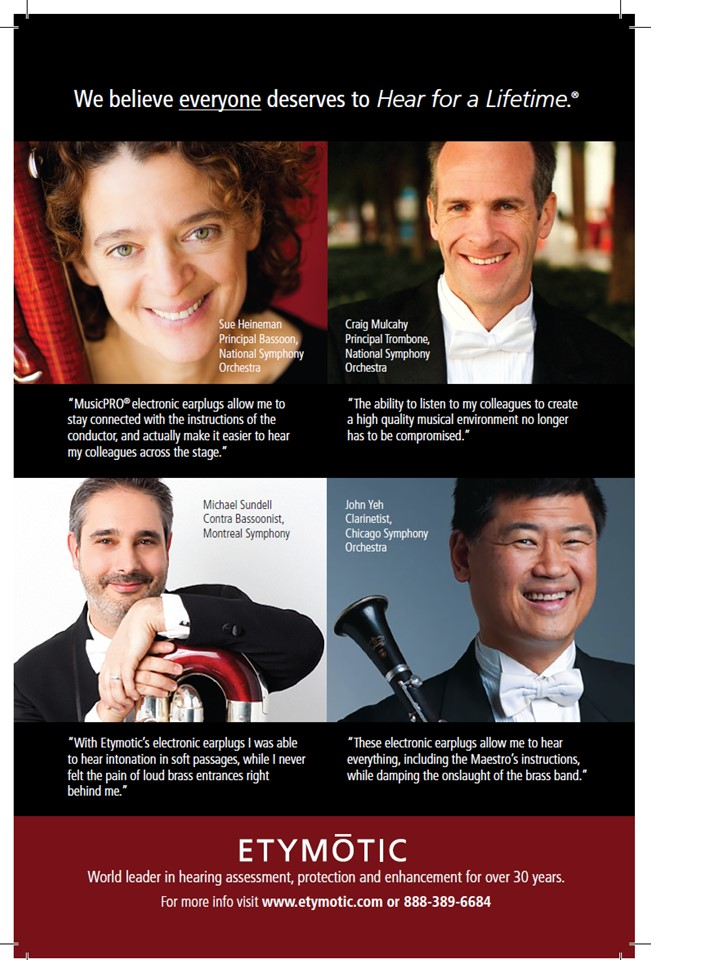 We believe everyone deserves to Hear for a Lifetime.®
Sue Heineman
Principal Bassoon,
National Symphony
Orchestra
Craig Mulcahy
Principal Trombone,
National Symphony
Orchestra
"MusicPRO® electronic earplugs allow me to
stay connected with the instructions of the
conductor, and actually make it easier to hear
my colleagues across the stage."
"The ability to listen to my colleagues to create
a high quality musical environment no longer
has to be compromised."
Michael Sundell
Contra Bassoonist,
Montreal Symphony
John Yeh
Clarinetist,
Chicago Symphony
Orchestra
"With Etymotic's electronic earplugs I was able
to hear intonation in soft passages, while I never
felt the pain of loud brass entrances right
behind me."
"These electronic earplugs allow me to hear
everything, including the Maestro's instructions,
while damping the onslaught of the brass band."
ETYMŌTIC
World leader in hearing assessment, protection and enhancement for over 30 years.
For more info visit www.etymotic.com or 888-389-6684